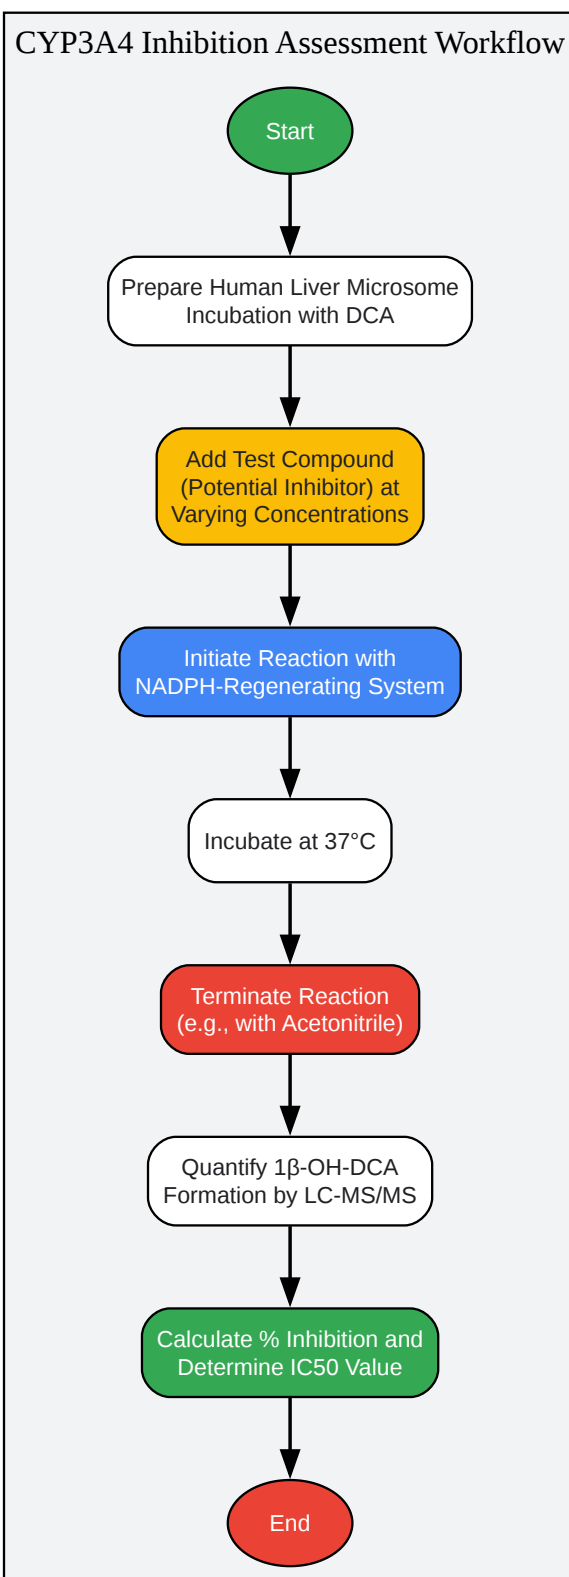 CYP3A4 Inhibition Assessment Workflow
Start
Prepare Human Liver Microsome
Incubation with DCA
Add Test Compound
(Potential Inhibitor) at
Varying Concentrations
Initiate Reaction with
NADPH-Regenerating System
Incubate at 37°C
Terminate Reaction
(e.g., with Acetonitrile)
Quantify 1β-OH-DCA
Formation by LC-MS/MS
Calculate % Inhibition and
Determine IC50 Value
End